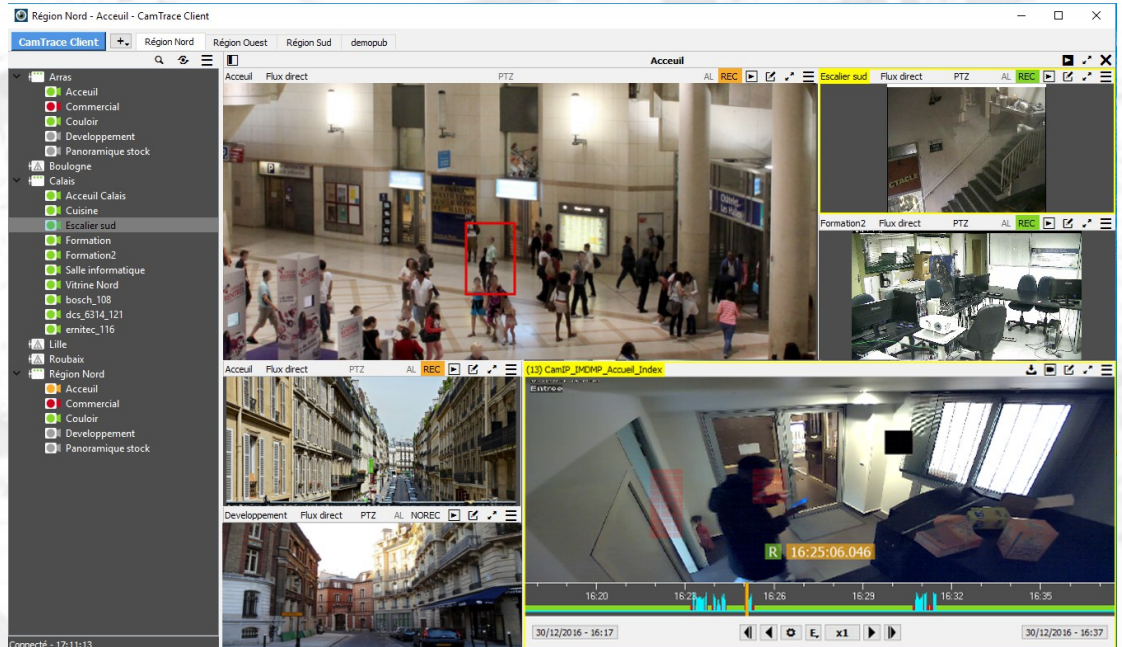 Région Nord - Acceuil - CamTrace Client
CamTrace Client
Région Nord
Région Ouest
Région Sud
demopub
Acceuil
Arras
Acceuil
Commercial
Couloir
Developpement
Panoramique stock
Boulogne
Calais
Acceuil Calais
Cuisine
Escalier sud
Formation
Formation2
Salle informatique
Vitrine Nord
bosch_108
dcs_6314_121
ernitec_116
Lille
Roubaix
Région Nord
Acceuil
Commercial
Couloir
Developpement
Panoramique stock
Connecté - 17:11:13
Acceuil Flux direct PTZ AL REC
Châtelet
Les Halles
Escalier sud Flux direct PTZ AL REC
Formation2 Flux direct PTZ AL REC
Acceuil Flux direct PTZ AL REC
Developpement Flux direct PTZ AL NOREC
(13) CamIP_IMDMP_Accueil_Index
Entree
R 16:25:06.046
16:20 16:23 16:26 16:29 16:32 16:35
30/12/2016 - 16:17
E, x1
30/12/2016 - 16:37